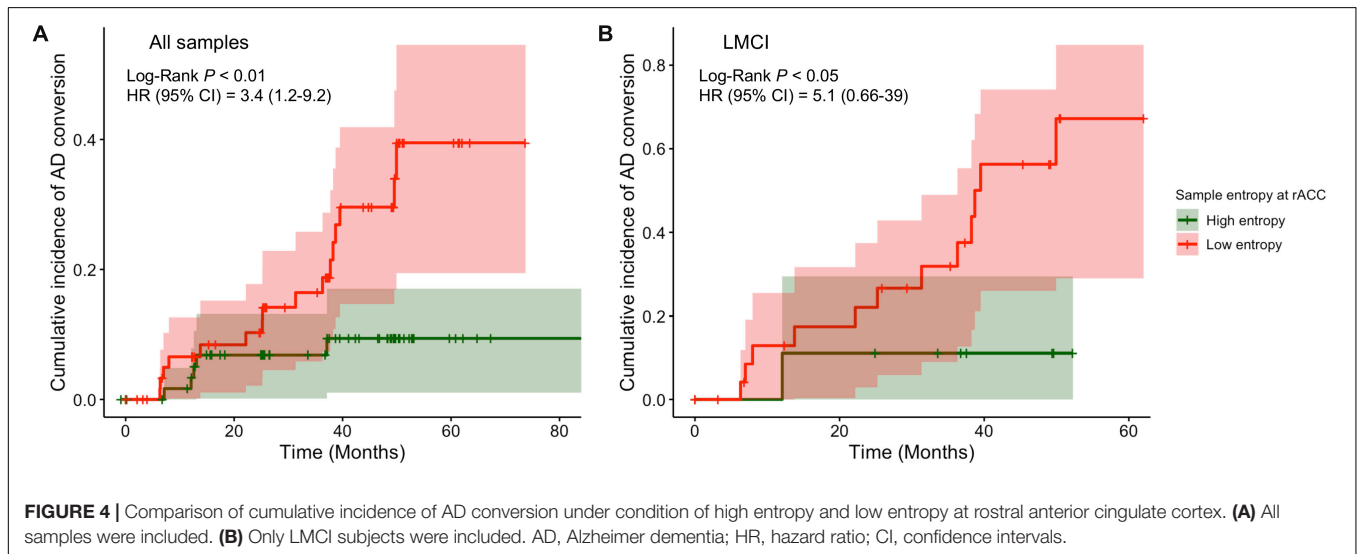 A
All samples
Log-Rank P < 0.01
HR (95% CI) = 3.4 (1.2-9.2)
Cumulative incidence of AD conversion
0.4
0.2
0.0
0
20
40
60
80
Time (Months)
B
LMCI
Log-Rank P < 0.05
HR (95% CI) = 5.1 (0.66-39)
Cumulative incidence of AD conversion
0.8
0.6
0.4
0.2
0.0
0
20
40
60
Time (Months)
Sample entropy at rACC
High entropy
Low entropy
FIGURE 4 | Comparison of cumulative incidence of AD conversion under condition of high entropy and low entropy at rostral anterior cingulate cortex. (A) All
samples were included. (B) Only LMCI subjects were included. AD, Alzheimer dementia; HR, hazard ratio; CI, confidence intervals.